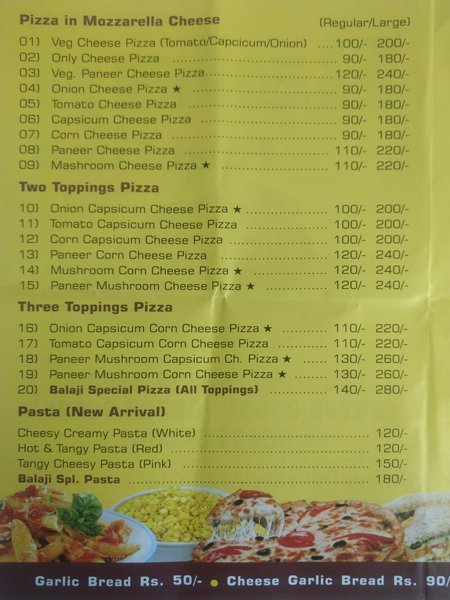 Pizza in Mozzarella Cheese (Regular/Large)
01) Veg Cheese Pizza (Tomato/Capcicum/Onion) .... 100/- 200/-
02) Only Cheese Pizza ........................ 90/- 180/-
03) Veg. Paneer Cheese Pizza........................ 120/- 240/-
04) Onion Cheese Pizza ★ ........................ 90/- 180/-
05) Tomato Cheese Pizza ........................ 90/- 180/-
06) Capsicum Cheese Pizza ........................ 90/- 180/-
07) Corn Cheese Pizza ........................ 90/- 180/-
08) Paneer Cheese Pizza ........................ 110/- 220/-
09) Mashroom Cheese Pizza ★ ........................ 110/- 220/-
Two Toppings Pizza
10) Onion Capsicum Cheese Pizza ★ .................... 100/- 200/-
11) Tomato Capsicum Cheese Pizza .................... 100/- 200/-
12) Corn Capsicum Cheese Pizza .................... 100/- 200/-
13) Paneer Corn Cheese Pizza .................... 120/- 240/-
14) Mushroom Corn Cheese Pizza ★ .................... 120/- 240/-
15) Paneer Mushroom Cheese Pizza ★ ................ 120/- 240/-
Three Toppings Pizza
16) Onion Capsicum Corn Cheese Pizza ★ .......... 110/- 220/-
17) Tomato Capsicum Corn Cheese Pizza .......... 110/- 220/-
18) Paneer Mushroom Capsicum Ch. Pizza ★ ...... 130/- 260/-
19) Paneer Mushroom Corn Cheese Pizza ★ ........ 130/- 260/-
20) Balaji Special Pizza (All Toppings) .............. 140/- 280/-
Pasta (New Arrival)
Cheesy Creamy Pasta (White) ........................ 120/-
Hot & Tangy Pasta (Red) ........................ 120/-
Tangy Cheesy Pasta (Pink) ........................ 150/-
Balaji Spl. Pasta ........................ 180/-
Garlic Bread Rs. 50/- ● Cheese Garlic Bread Rs. 90/-